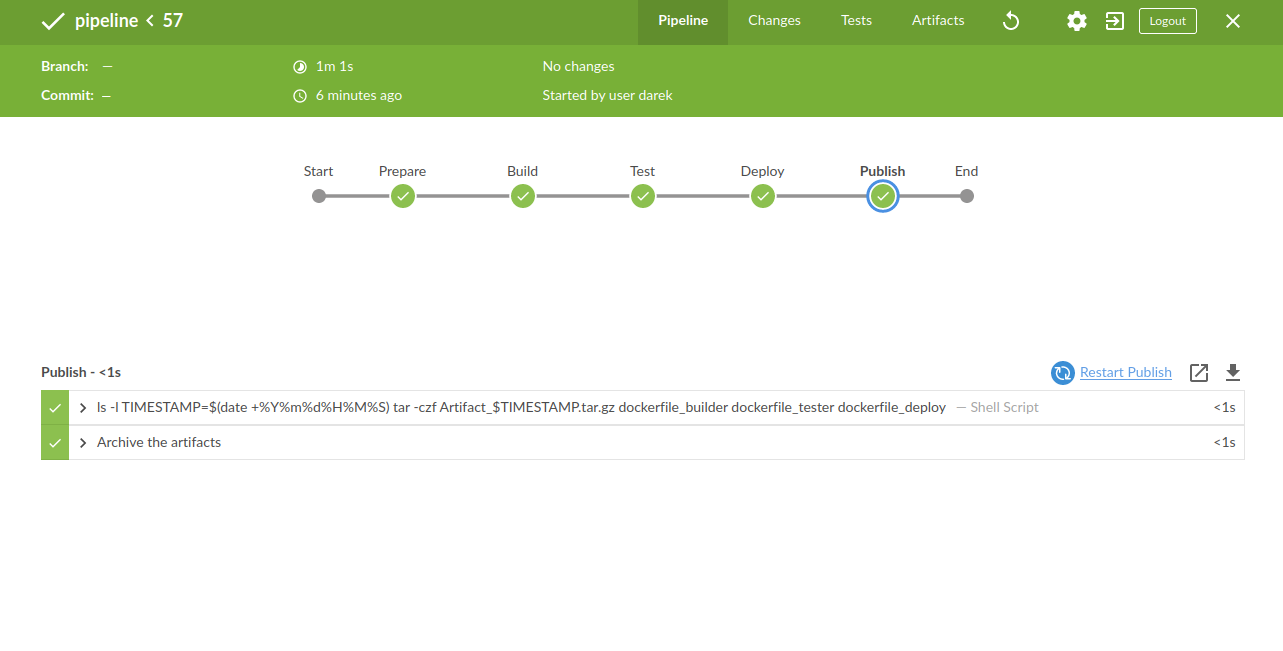 pipeline < 57
Pipeline Changes Tests Artifacts Logout
Branch: — 1m 1s No changes
Commit: — 6 minutes ago Started by user darek
Start Prepare Build Test Deploy Publish End
Publish - <1s Restart Publish
ls -l TIMESTAMP=$(date +%Y%m%d%H%M%S) tar -czf Artifact_$TIMESTAMP.tar.gz dockerfile_builder dockerfile_tester dockerfile_deploy — Shell Script <1s
Archive the artifacts <1s